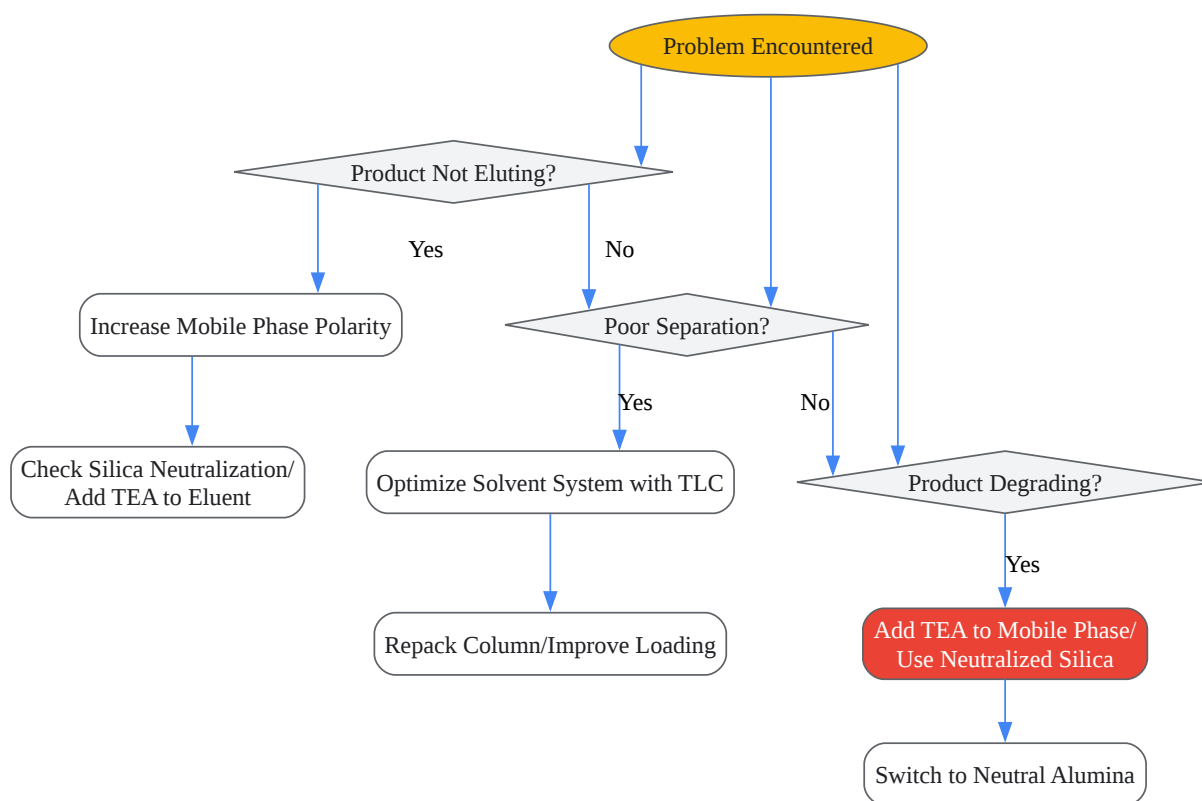 Problem Encountered
Product Not Eluting?
Yes
No
Increase Mobile Phase Polarity
Poor Separation?
Yes
No
Check Silica Neutralization/
Add TEA to Eluent
Optimize Solvent System with TLC
Product Degrading?
Yes
Repack Column/Improve Loading
Add TEA to Mobile Phase/
Use Neutralized Silica
Switch to Neutral Alumina